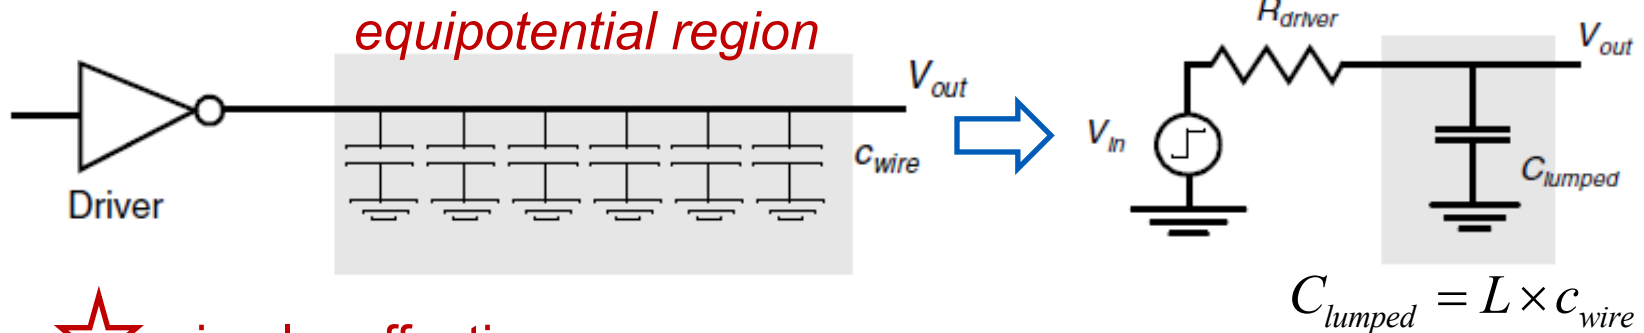 equipotential region
R_driver
V_out
V_out
V_in
c_wire
C_lumped
Driver
C_lumped = L × c_wire